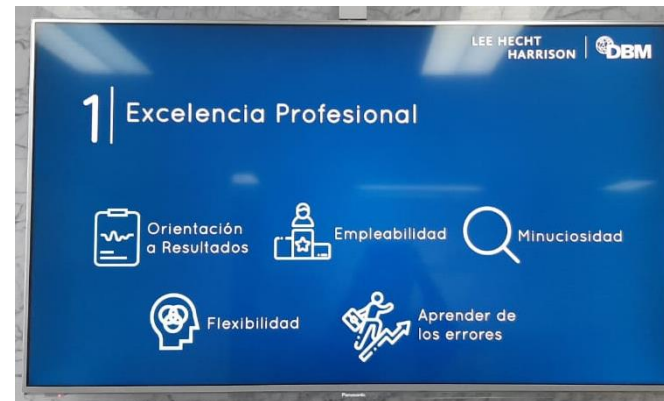 LEE HECHT
HARRISON
DBM
1 Excelencia Profesional
Orientación
a Resultados
Empleabilidad
Minuciosidad
Flexibilidad
Aprender de
los errores
Panasonic